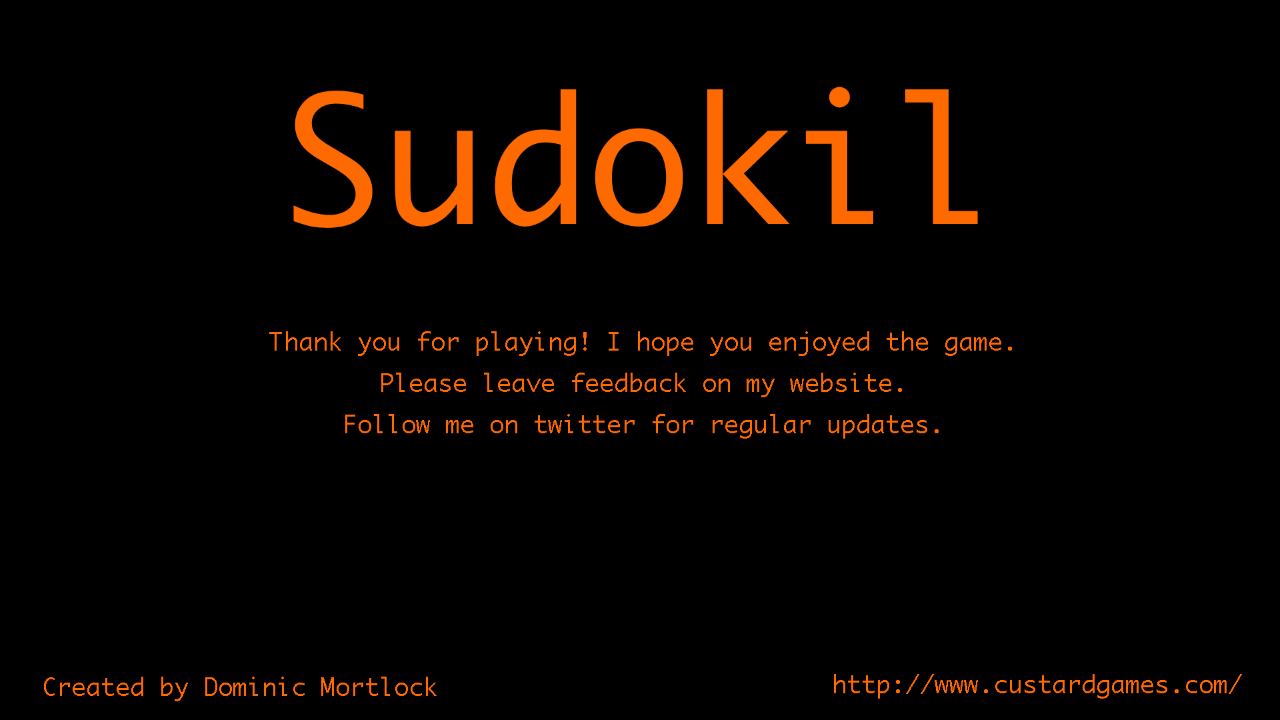 Sudokil
Thank you for playing! I hope you enjoyed the game.
Please leave feedback on my website.
Follow me on twitter for regular updates.
Created by Dominic Mortlock
http://www.custardgames.com/